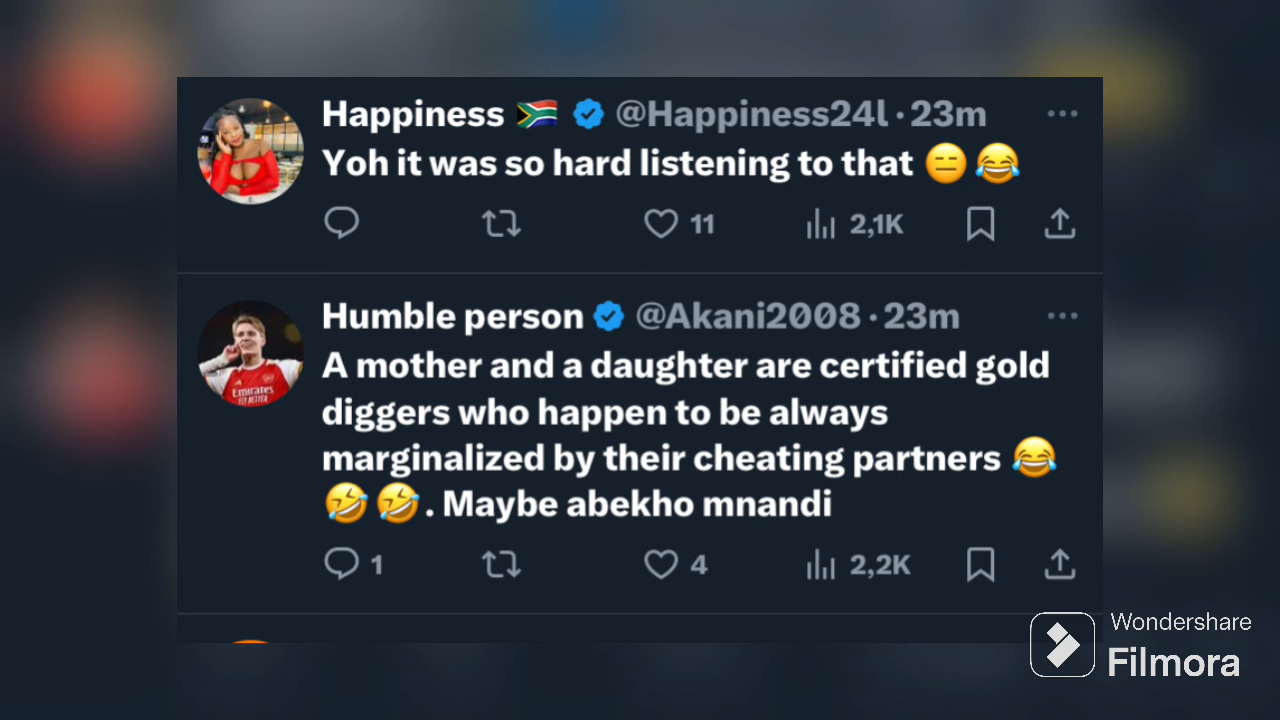 Happiness 🇿🇦 @Happiness24l · 23m
Yoh it was so hard listening to that 😑😂
11 2,1K
Humble person @Akani2008 · 23m
A mother and a daughter are certified gold
diggers who happen to be always
marginalized by their cheating partners 😂
🤣🤣. Maybe abekho mnandi
1 4 2,2K
Wondershare
Filmora